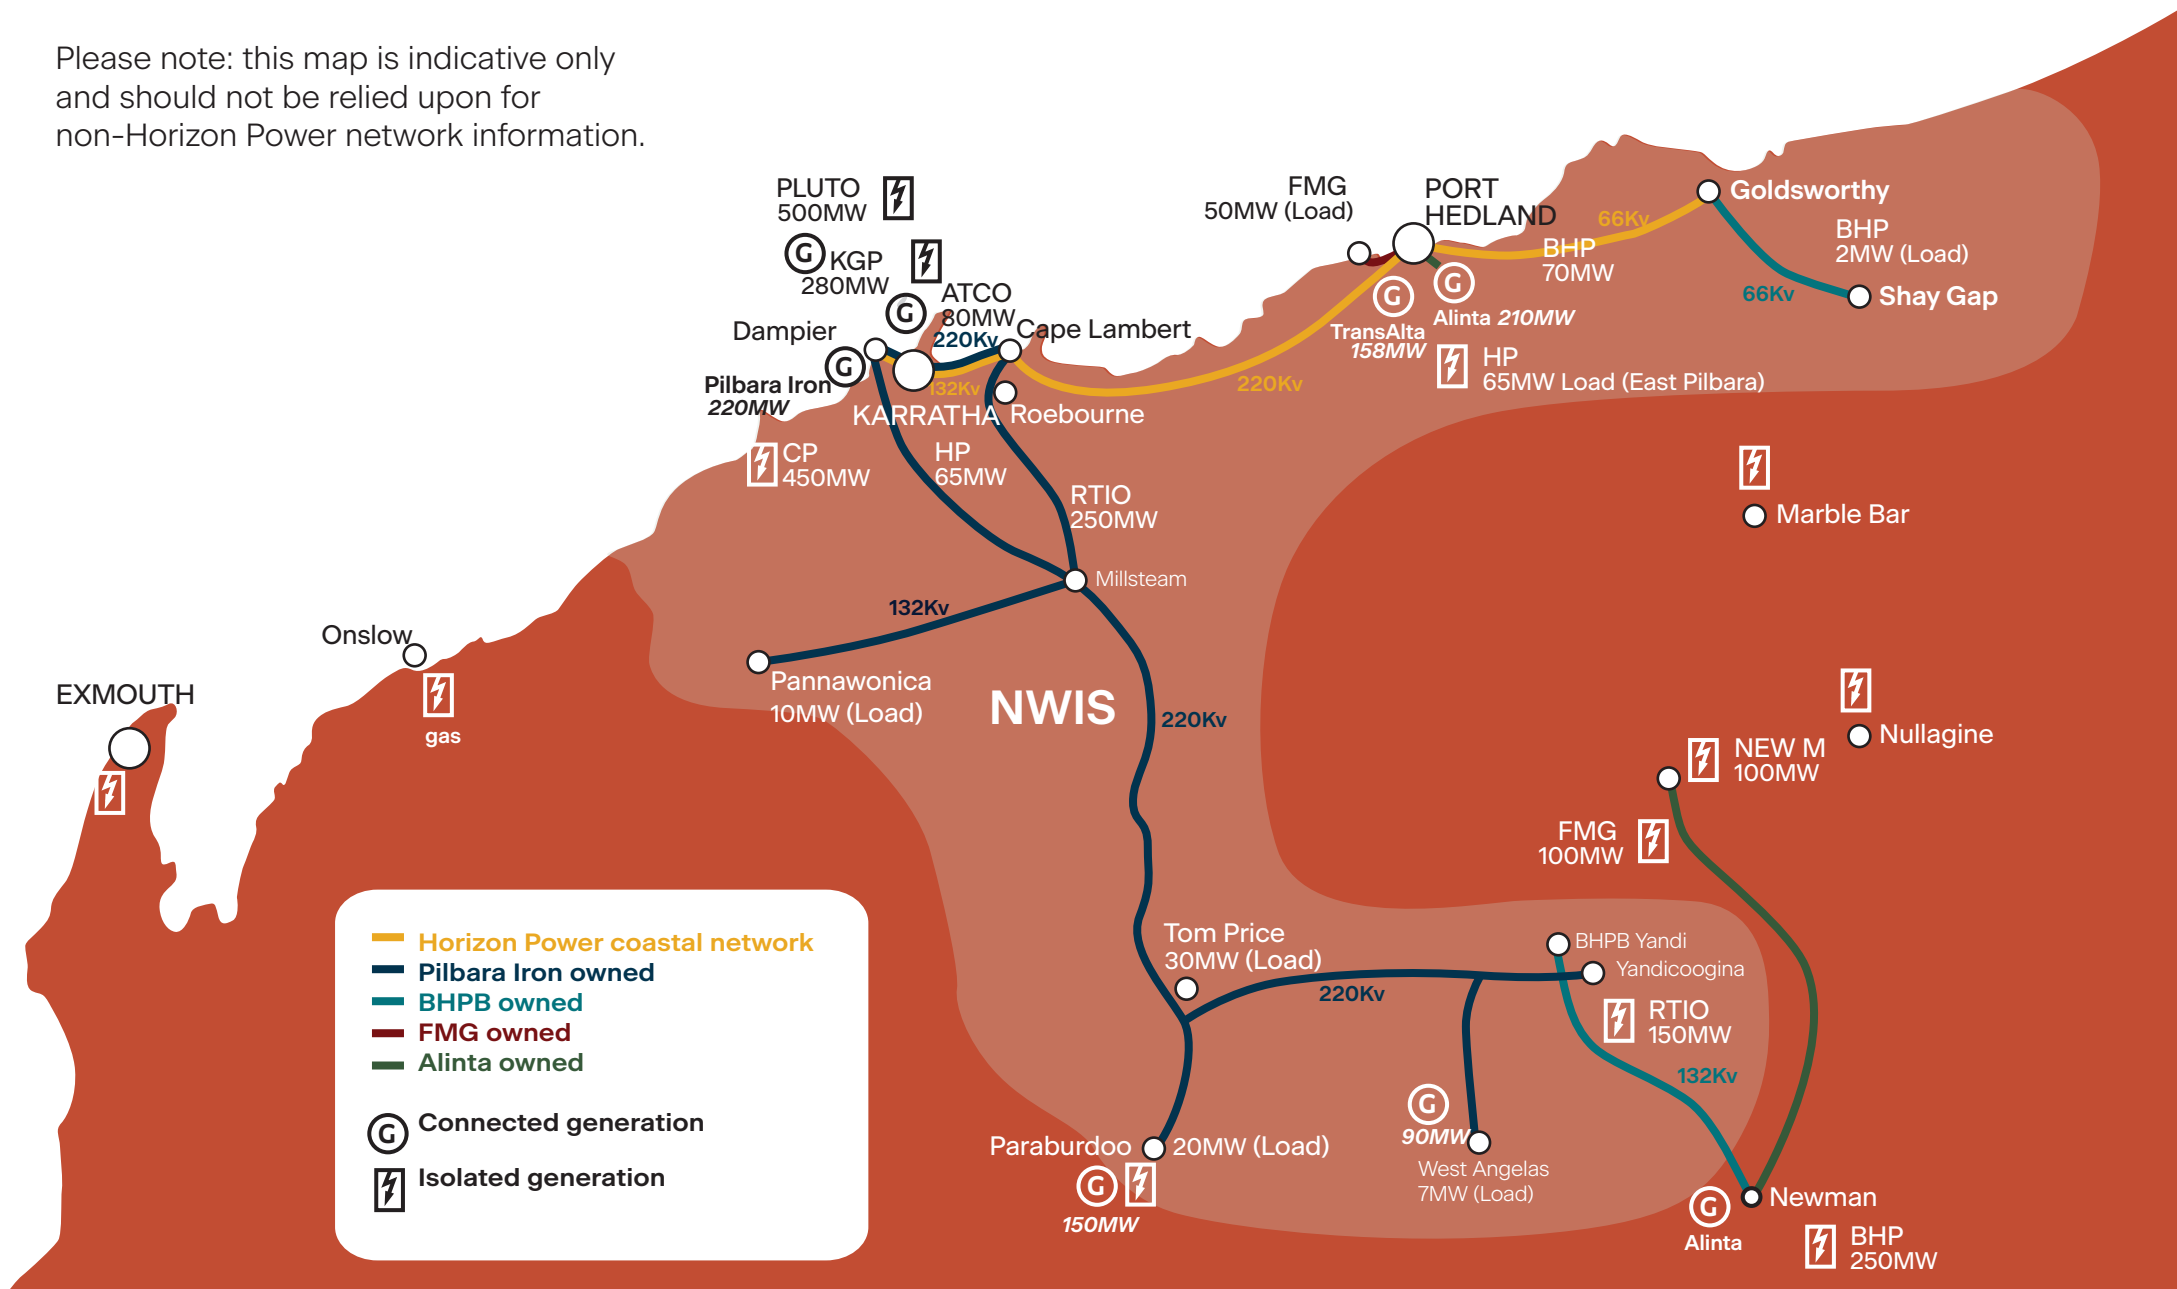 Please note: this map is indicative only
and should not be relied upon for
non-Horizon Power network information.
PLUTO
500MW
G
KGP
280MW
G
ATCO
80MW
220Kv
Cape Lambert
Dampier
G
Pilbara Iron
220MW
132Kv
KARRATHA
Roebourne
CP
450MW
HP
65MW
RTIO
250MW
FMG
50MW (Load)
PORT
HEDLAND
66Kv
BHP
70MW
Goldsworthy
BHP
2MW (Load)
66Kv
Shay Gap
G
G
TransAlta
158MW
Alinta 210MW
HP
65MW Load (East Pilbara)
220Kv
Marble Bar
Millsteam
132Kv
Pannawonica
10MW (Load)
NWIS
220Kv
Onslow
gas
EXMOUTH
Nullagine
NEW M
100MW
FMG
100MW
Tom Price
30MW (Load)
220Kv
BHPB Yandi
Yandicoogina
RTIO
150MW
132Kv
G
90MW
West Angelas
7MW (Load)
Paraburdoo
20MW (Load)
G
150MW
Newman
G
Alinta
BHP
250MW
Horizon Power coastal network
Pilbara Iron owned
BHPB owned
FMG owned
Alinta owned
G
Connected generation
Isolated generation